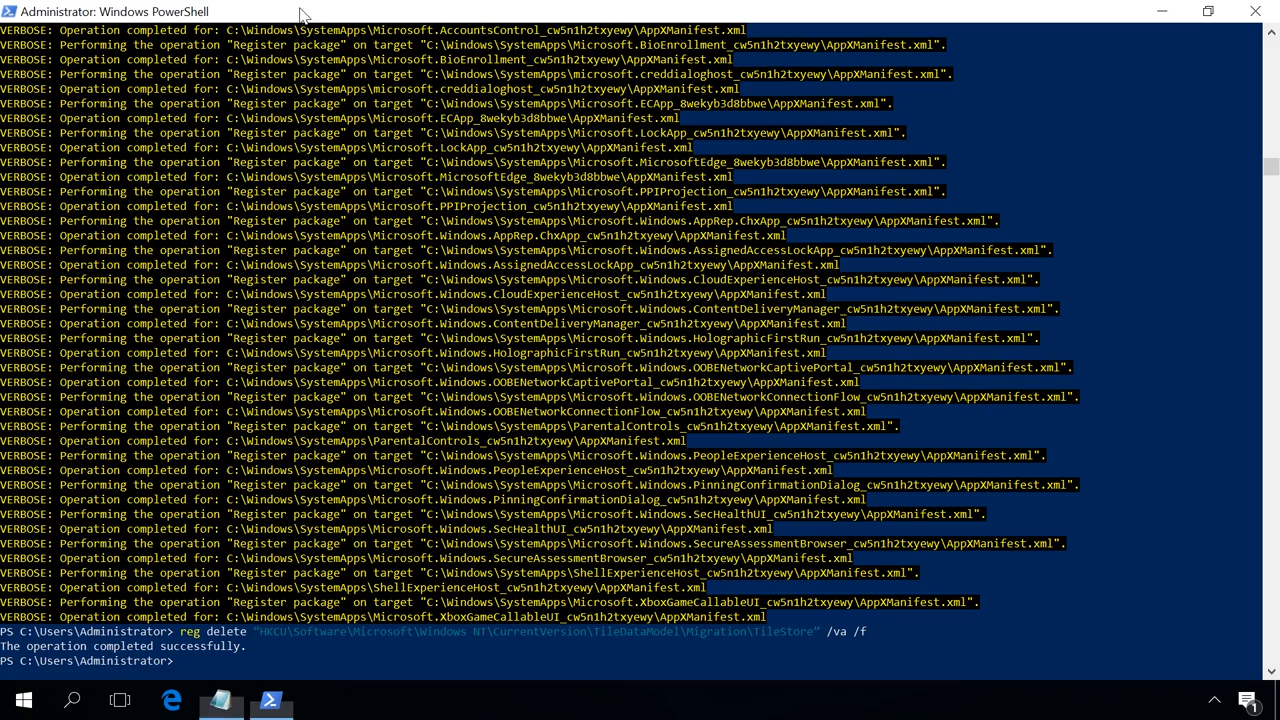 Administrator: Windows PowerShell
VERBOSE: Operation completed for: C:\Windows\SystemApps\Microsoft.AccountsControl_cw5n1h2txyewy\AppXManifest.xml
VERBOSE: Performing the operation "Register package" on target "C:\Windows\SystemApps\Microsoft.BioEnrollment_cw5n1h2txyewy\AppXManifest.xml".
VERBOSE: Operation completed for: C:\Windows\SystemApps\Microsoft.BioEnrollment_cw5n1h2txyewy\AppXManifest.xml
VERBOSE: Performing the operation "Register package" on target "C:\Windows\SystemApps\microsoft.creddialoghost_cw5n1h2txyewy\AppXManifest.xml".
VERBOSE: Operation completed for: C:\Windows\SystemApps\microsoft.creddialoghost_cw5n1h2txyewy\AppXManifest.xml
VERBOSE: Performing the operation "Register package" on target "C:\Windows\SystemApps\Microsoft.ECApp_8wekyb3d8bbwe\AppXManifest.xml".
VERBOSE: Operation completed for: C:\Windows\SystemApps\Microsoft.ECApp_8wekyb3d8bbwe\AppXManifest.xml
VERBOSE: Performing the operation "Register package" on target "C:\Windows\SystemApps\Microsoft.LockApp_cw5n1h2txyewy\AppXManifest.xml".
VERBOSE: Operation completed for: C:\Windows\SystemApps\Microsoft.LockApp_cw5n1h2txyewy\AppXManifest.xml
VERBOSE: Performing the operation "Register package" on target "C:\Windows\SystemApps\Microsoft.MicrosoftEdge_8wekyb3d8bbwe\AppXManifest.xml".
VERBOSE: Operation completed for: C:\Windows\SystemApps\Microsoft.MicrosoftEdge_8wekyb3d8bbwe\AppXManifest.xml
VERBOSE: Performing the operation "Register package" on target "C:\Windows\SystemApps\Microsoft.PPIProjection_cw5n1h2txyewy\AppXManifest.xml".
VERBOSE: Operation completed for: C:\Windows\SystemApps\Microsoft.PPIProjection_cw5n1h2txyewy\AppXManifest.xml
VERBOSE: Performing the operation "Register package" on target "C:\Windows\SystemApps\Microsoft.Windows.AppRep.ChxApp_cw5n1h2txyewy\AppXManifest.xml".
VERBOSE: Operation completed for: C:\Windows\SystemApps\Microsoft.Windows.AppRep.ChxApp_cw5n1h2txyewy\AppXManifest.xml
VERBOSE: Performing the operation "Register package" on target "C:\Windows\SystemApps\Microsoft.Windows.AssignedAccessLockApp_cw5n1h2txyewy\AppXManifest.xml".
VERBOSE: Operation completed for: C:\Windows\SystemApps\Microsoft.Windows.AssignedAccessLockApp_cw5n1h2txyewy\AppXManifest.xml
VERBOSE: Performing the operation "Register package" on target "C:\Windows\SystemApps\Microsoft.Windows.CloudExperienceHost_cw5n1h2txyewy\AppXManifest.xml".
VERBOSE: Operation completed for: C:\Windows\SystemApps\Microsoft.Windows.CloudExperienceHost_cw5n1h2txyewy\AppXManifest.xml
VERBOSE: Performing the operation "Register package" on target "C:\Windows\SystemApps\Microsoft.Windows.ContentDeliveryManager_cw5n1h2txyewy\AppXManifest.xml".
VERBOSE: Operation completed for: C:\Windows\SystemApps\Microsoft.Windows.ContentDeliveryManager_cw5n1h2txyewy\AppXManifest.xml
VERBOSE: Performing the operation "Register package" on target "C:\Windows\SystemApps\Microsoft.Windows.HolographicFirstRun_cw5n1h2txyewy\AppXManifest.xml".
VERBOSE: Operation completed for: C:\Windows\SystemApps\Microsoft.Windows.HolographicFirstRun_cw5n1h2txyewy\AppXManifest.xml
VERBOSE: Performing the operation "Register package" on target "C:\Windows\SystemApps\Microsoft.Windows.OOBENetworkCaptivePortal_cw5n1h2txyewy\AppXManifest.xml".
VERBOSE: Operation completed for: C:\Windows\SystemApps\Microsoft.Windows.OOBENetworkCaptivePortal_cw5n1h2txyewy\AppXManifest.xml
VERBOSE: Performing the operation "Register package" on target "C:\Windows\SystemApps\Microsoft.Windows.OOBENetworkConnectionFlow_cw5n1h2txyewy\AppXManifest.xml".
VERBOSE: Operation completed for: C:\Windows\SystemApps\Microsoft.Windows.OOBENetworkConnectionFlow_cw5n1h2txyewy\AppXManifest.xml
VERBOSE: Performing the operation "Register package" on target "C:\Windows\SystemApps\ParentalControls_cw5n1h2txyewy\AppXManifest.xml".
VERBOSE: Operation completed for: C:\Windows\SystemApps\ParentalControls_cw5n1h2txyewy\AppXManifest.xml
VERBOSE: Performing the operation "Register package" on target "C:\Windows\SystemApps\Microsoft.Windows.PeopleExperienceHost_cw5n1h2txyewy\AppXManifest.xml".
VERBOSE: Operation completed for: C:\Windows\SystemApps\Microsoft.Windows.PeopleExperienceHost_cw5n1h2txyewy\AppXManifest.xml
VERBOSE: Performing the operation "Register package" on target "C:\Windows\SystemApps\Microsoft.Windows.PinningConfirmationDialog_cw5n1h2txyewy\AppXManifest.xml".
VERBOSE: Operation completed for: C:\Windows\SystemApps\Microsoft.Windows.PinningConfirmationDialog_cw5n1h2txyewy\AppXManifest.xml
VERBOSE: Performing the operation "Register package" on target "C:\Windows\SystemApps\Microsoft.Windows.SecHealthUI_cw5n1h2txyewy\AppXManifest.xml".
VERBOSE: Operation completed for: C:\Windows\SystemApps\Microsoft.Windows.SecHealthUI_cw5n1h2txyewy\AppXManifest.xml
VERBOSE: Performing the operation "Register package" on target "C:\Windows\SystemApps\Microsoft.Windows.SecureAssessmentBrowser_cw5n1h2txyewy\AppXManifest.xml".
VERBOSE: Operation completed for: C:\Windows\SystemApps\Microsoft.Windows.SecureAssessmentBrowser_cw5n1h2txyewy\AppXManifest.xml
VERBOSE: Performing the operation "Register package" on target "C:\Windows\SystemApps\ShellExperienceHost_cw5n1h2txyewy\AppXManifest.xml".
VERBOSE: Operation completed for: C:\Windows\SystemApps\ShellExperienceHost_cw5n1h2txyewy\AppXManifest.xml
VERBOSE: Performing the operation "Register package" on target "C:\Windows\SystemApps\Microsoft.XboxGameCallableUI_cw5n1h2txyewy\AppXManifest.xml".
VERBOSE: Operation completed for: C:\Windows\SystemApps\Microsoft.XboxGameCallableUI_cw5n1h2txyewy\AppXManifest.xml
PS C:\Users\Administrator> reg delete "HKCU\Software\Microsoft\Windows NT\CurrentVersion\TileDataModel\Migration\TileStore" /va /f
The operation completed successfully.
PS C:\Users\Administrator>
1